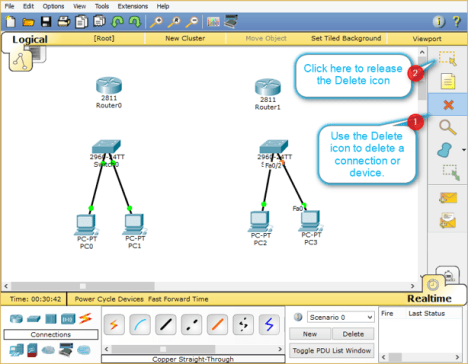 File Edit Options View Tools Extensions Help
Logical [Root] New Cluster Move Object Set Tiled Background Viewport
Click here to release
the Delete icon
2
1
Use the Delete
icon to delete a
connection or
device.
2811
Router0
2811
Router1
2960-24TT
Switch0
Fa0/2
PC-PT
PC0
PC-PT
PC1
PC-PT
PC2
Fa0
PC-PT
PC3
Time: 00:30:42 Power Cycle Devices Fast Forward Time Realtime
Connections
Copper Straight-Through
Scenario 0
New Delete
Toggle PDU List Window
Fire Last Status